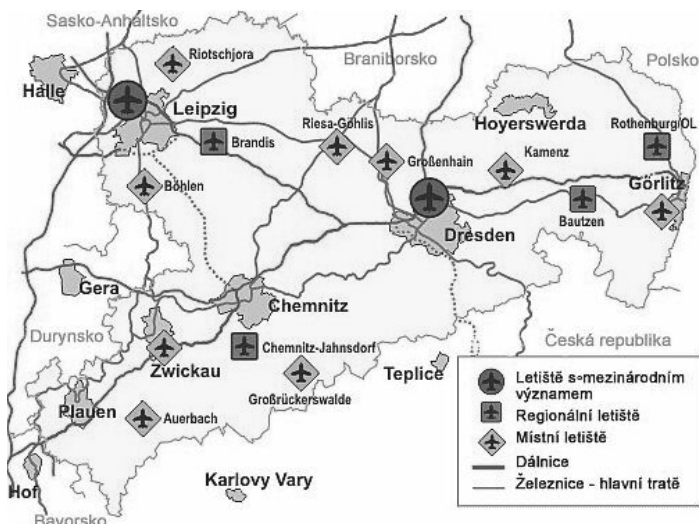 Sasko-Anhaltsko
Braniborsko
Polsko
Riotschjora
Halle
Leipzig
Brandis
Riesa-Göhlis
Großenhain
Hoyerswerda
Kamenz
Rothenburg/OL
Görlitz
Böhlen
Bautzen
Dresden
Gera
Chemnitz
Durynsko
Česká republika
Zwickau
Chemnitz-Jahnsdorf
Großrückerswalde
Teplice
Plauen
Auerbach
Hof
Karlovy Vary
Bavorsko
Letiště s mezinárodním
významem
Regionální letiště
Místní letiště
Dálnice
Železnice - hlavní tratě